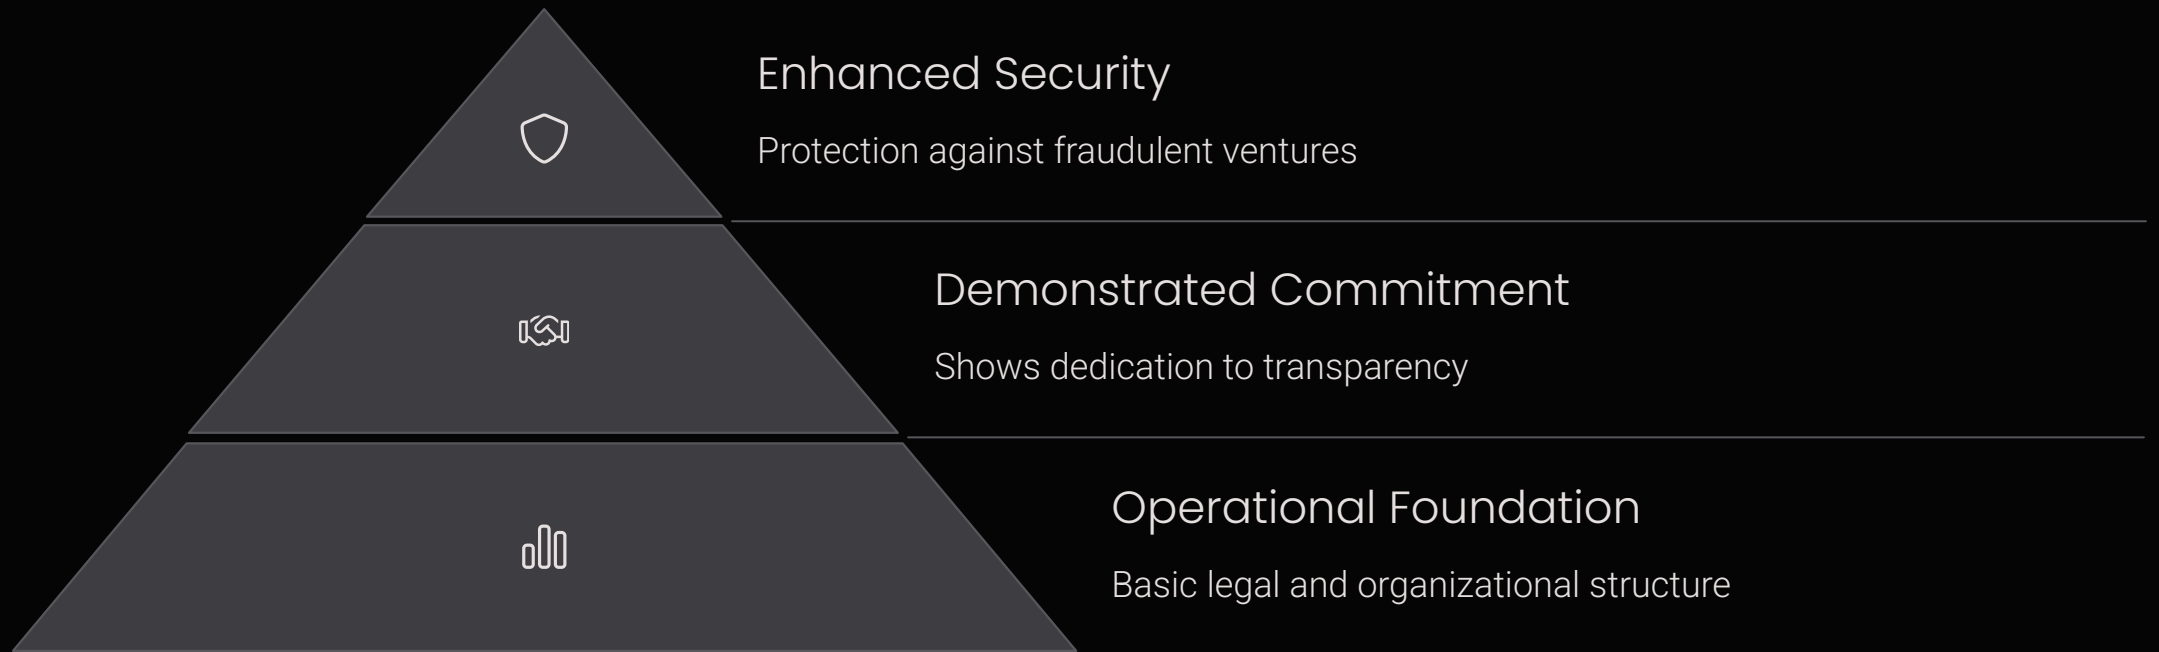 Enhanced Security
Protection against fraudulent ventures
Demonstrated Commitment
Shows dedication to transparency
Operational Foundation
Basic legal and organizational structure